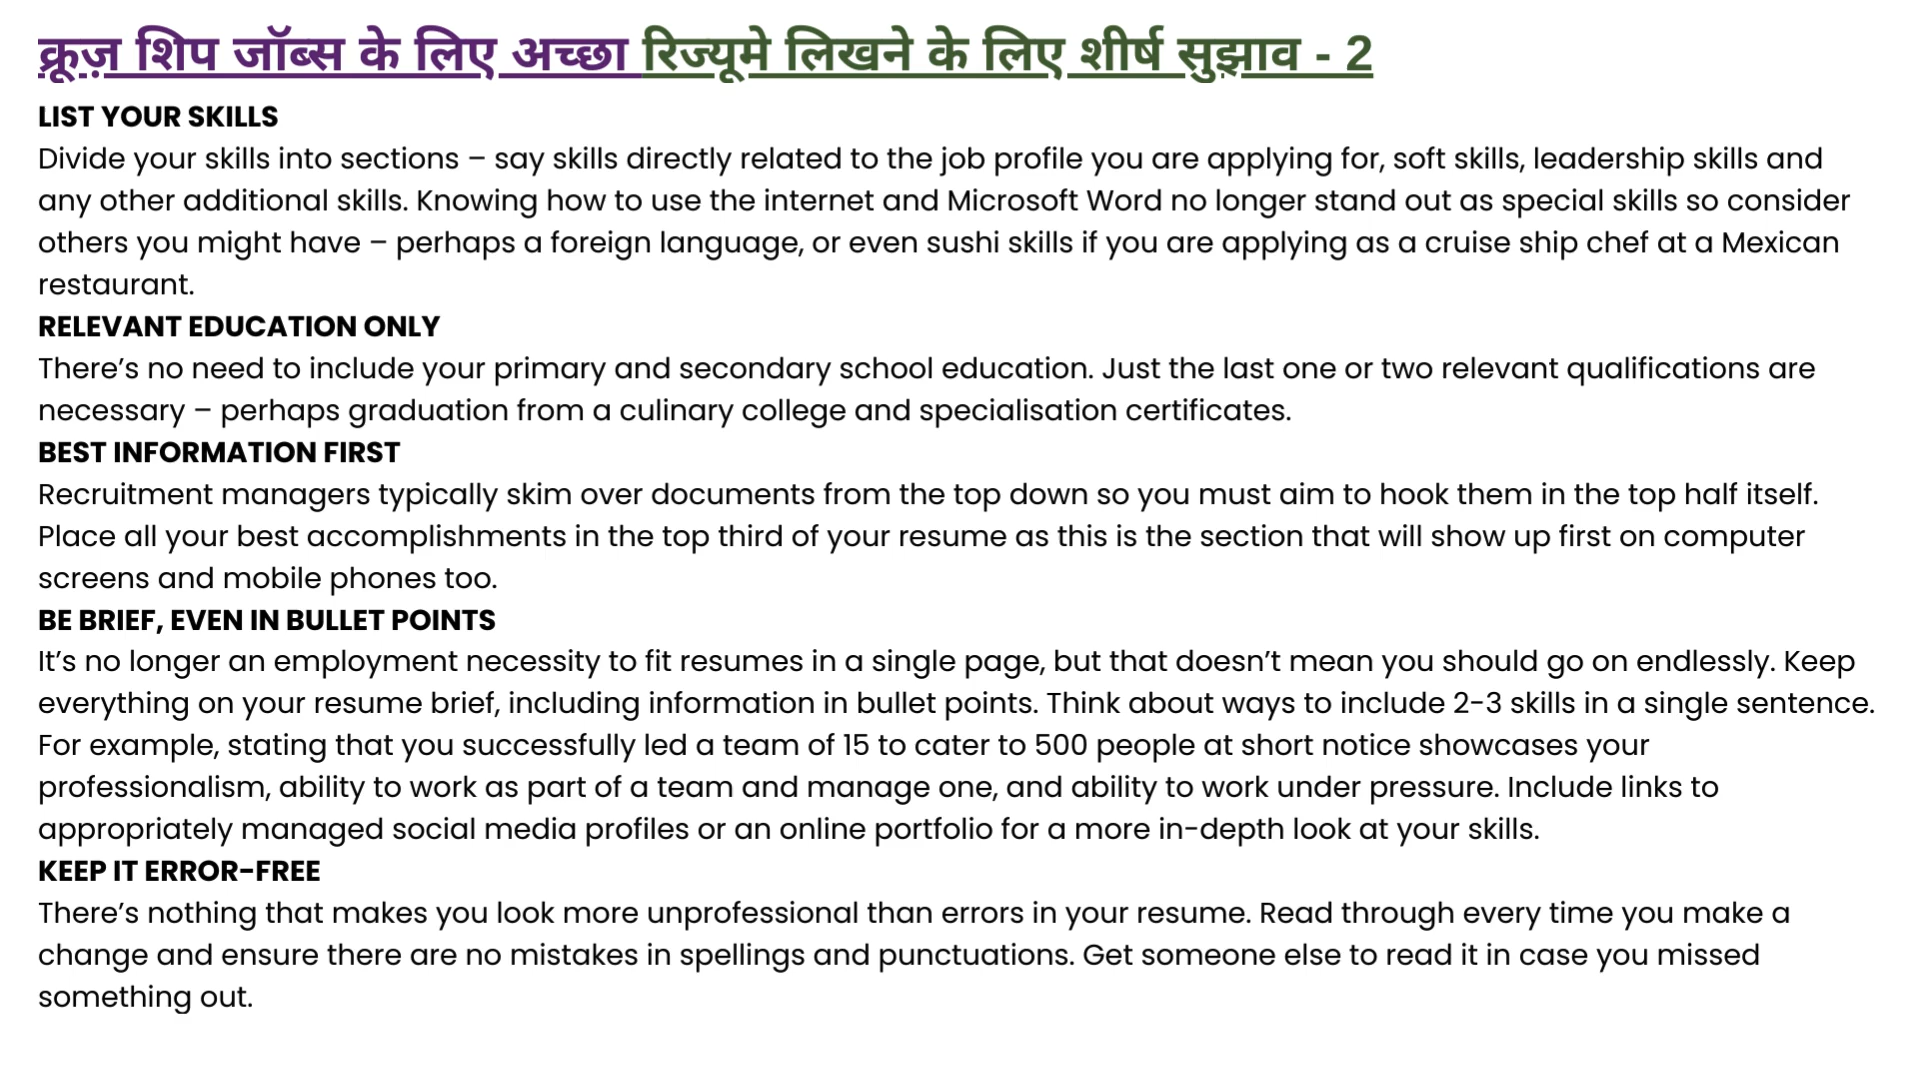 क्रूज़ शिप जॉब्स के लिए अच्छा रिज्यूमे लिखने के लिए शीर्ष सुझाव - 2
LIST YOUR SKILLS
Divide your skills into sections – say skills directly related to the job profile you are applying for, soft skills, leadership skills and
any other additional skills. Knowing how to use the internet and Microsoft Word no longer stand out as special skills so consider
others you might have – perhaps a foreign language, or even sushi skills if you are applying as a cruise ship chef at a Mexican
restaurant.
RELEVANT EDUCATION ONLY
There’s no need to include your primary and secondary school education. Just the last one or two relevant qualifications are
necessary – perhaps graduation from a culinary college and specialisation certificates.
BEST INFORMATION FIRST
Recruitment managers typically skim over documents from the top down so you must aim to hook them in the top half itself.
Place all your best accomplishments in the top third of your resume as this is the section that will show up first on computer
screens and mobile phones too.
BE BRIEF, EVEN IN BULLET POINTS
It’s no longer an employment necessity to fit resumes in a single page, but that doesn’t mean you should go on endlessly. Keep
everything on your resume brief, including information in bullet points. Think about ways to include 2-3 skills in a single sentence.
For example, stating that you successfully led a team of 15 to cater to 500 people at short notice showcases your
professionalism, ability to work as part of a team and manage one, and ability to work under pressure. Include links to
appropriately managed social media profiles or an online portfolio for a more in-depth look at your skills.
KEEP IT ERROR-FREE
There’s nothing that makes you look more unprofessional than errors in your resume. Read through every time you make a
change and ensure there are no mistakes in spellings and punctuations. Get someone else to read it in case you missed
something out.